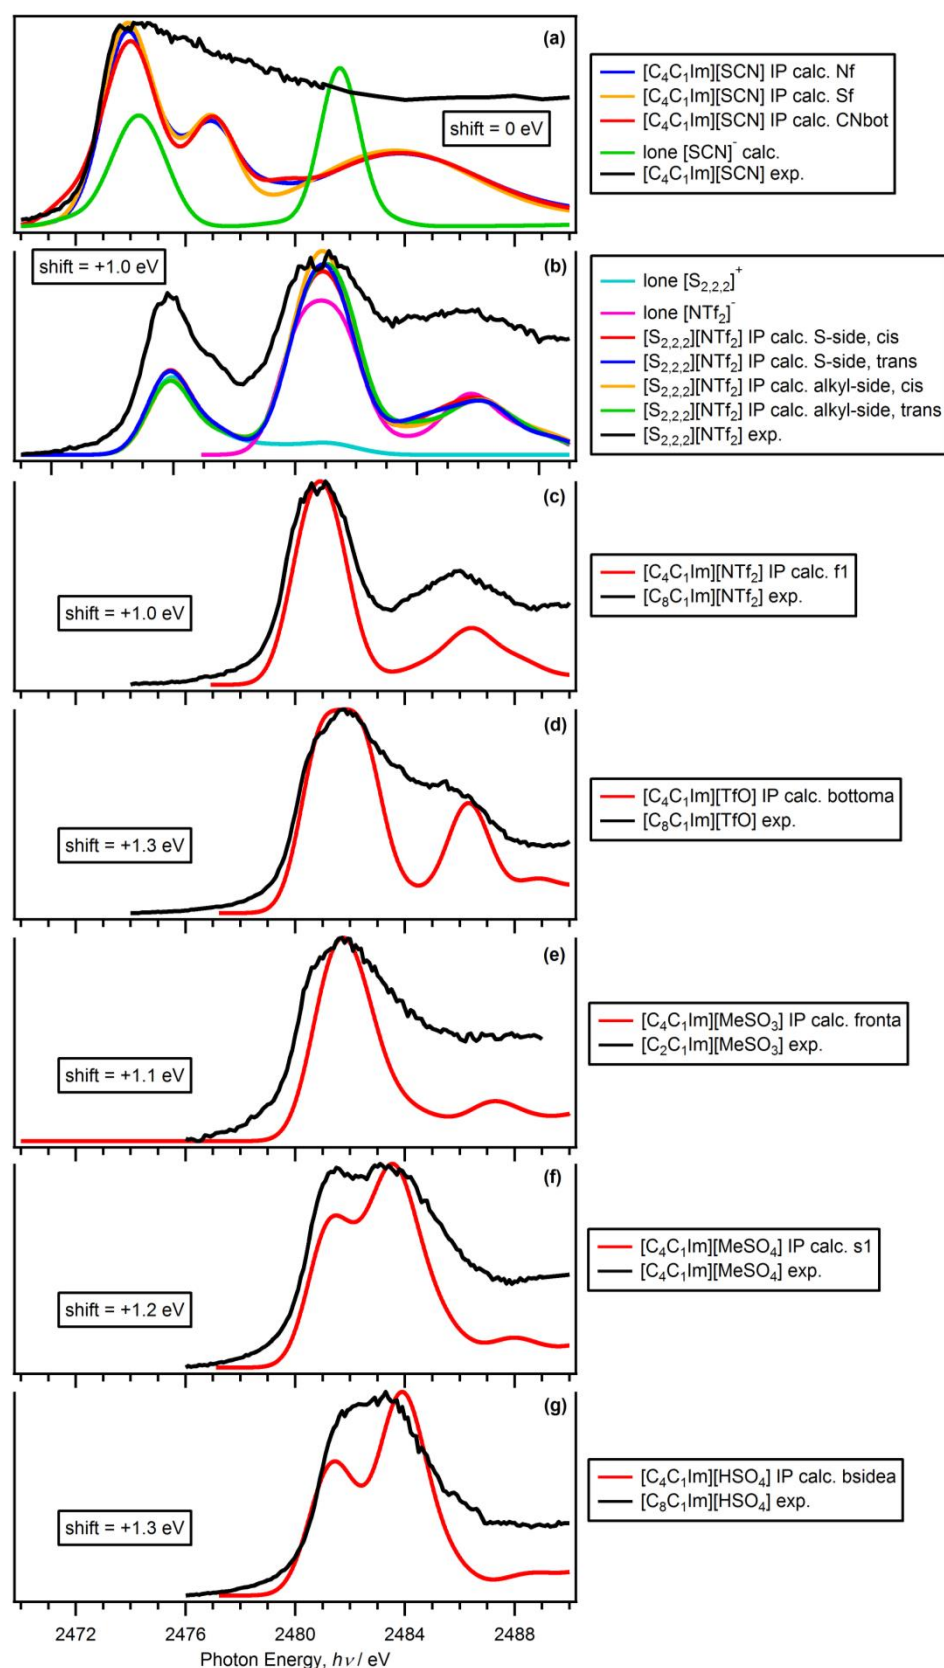 (a)
shift = 0 eV
[C₄C₁Im][SCN] IP calc. Nf
[C₄C₁Im][SCN] IP calc. Sf
[C₄C₁Im][SCN] IP calc. CNbot
lone [SCN]⁻ calc.
[C₄C₁Im][SCN] exp.
(b)
shift = +1.0 eV
lone [S₂,₂,₂]⁺
lone [NTf₂]⁻
[S₂,₂,₂][NTf₂] IP calc. S-side, cis
[S₂,₂,₂][NTf₂] IP calc. S-side, trans
[S₂,₂,₂][NTf₂] IP calc. alkyl-side, cis
[S₂,₂,₂][NTf₂] IP calc. alkyl-side, trans
[S₂,₂,₂][NTf₂] exp.
(c)
shift = +1.0 eV
[C₄C₁Im][NTf₂] IP calc. f1
[C₈C₁Im][NTf₂] exp.
(d)
shift = +1.3 eV
[C₄C₁Im][TfO] IP calc. bottoma
[C₈C₁Im][TfO] exp.
(e)
shift = +1.1 eV
[C₄C₁Im][MeSO₃] IP calc. fronta
[C₂C₁Im][MeSO₃] exp.
(f)
shift = +1.2 eV
[C₄C₁Im][MeSO₄] IP calc. s1
[C₄C₁Im][MeSO₄] exp.
(g)
shift = +1.3 eV
[C₄C₁Im][HSO₄] IP calc. bsidea
[C₈C₁Im][HSO₄] exp.
2472 2476 2480 2484 2488
Photon Energy, hν / eV